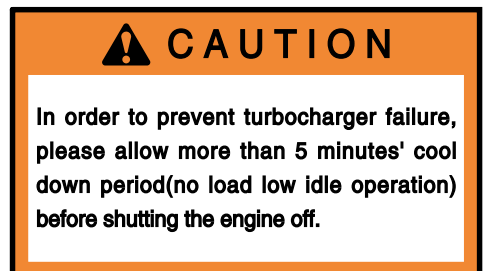 CAUTION
In order to prevent turbocharger failure,
please allow more than 5 minutes' cool
down period(no load low idle operation)
before shutting the engine off.